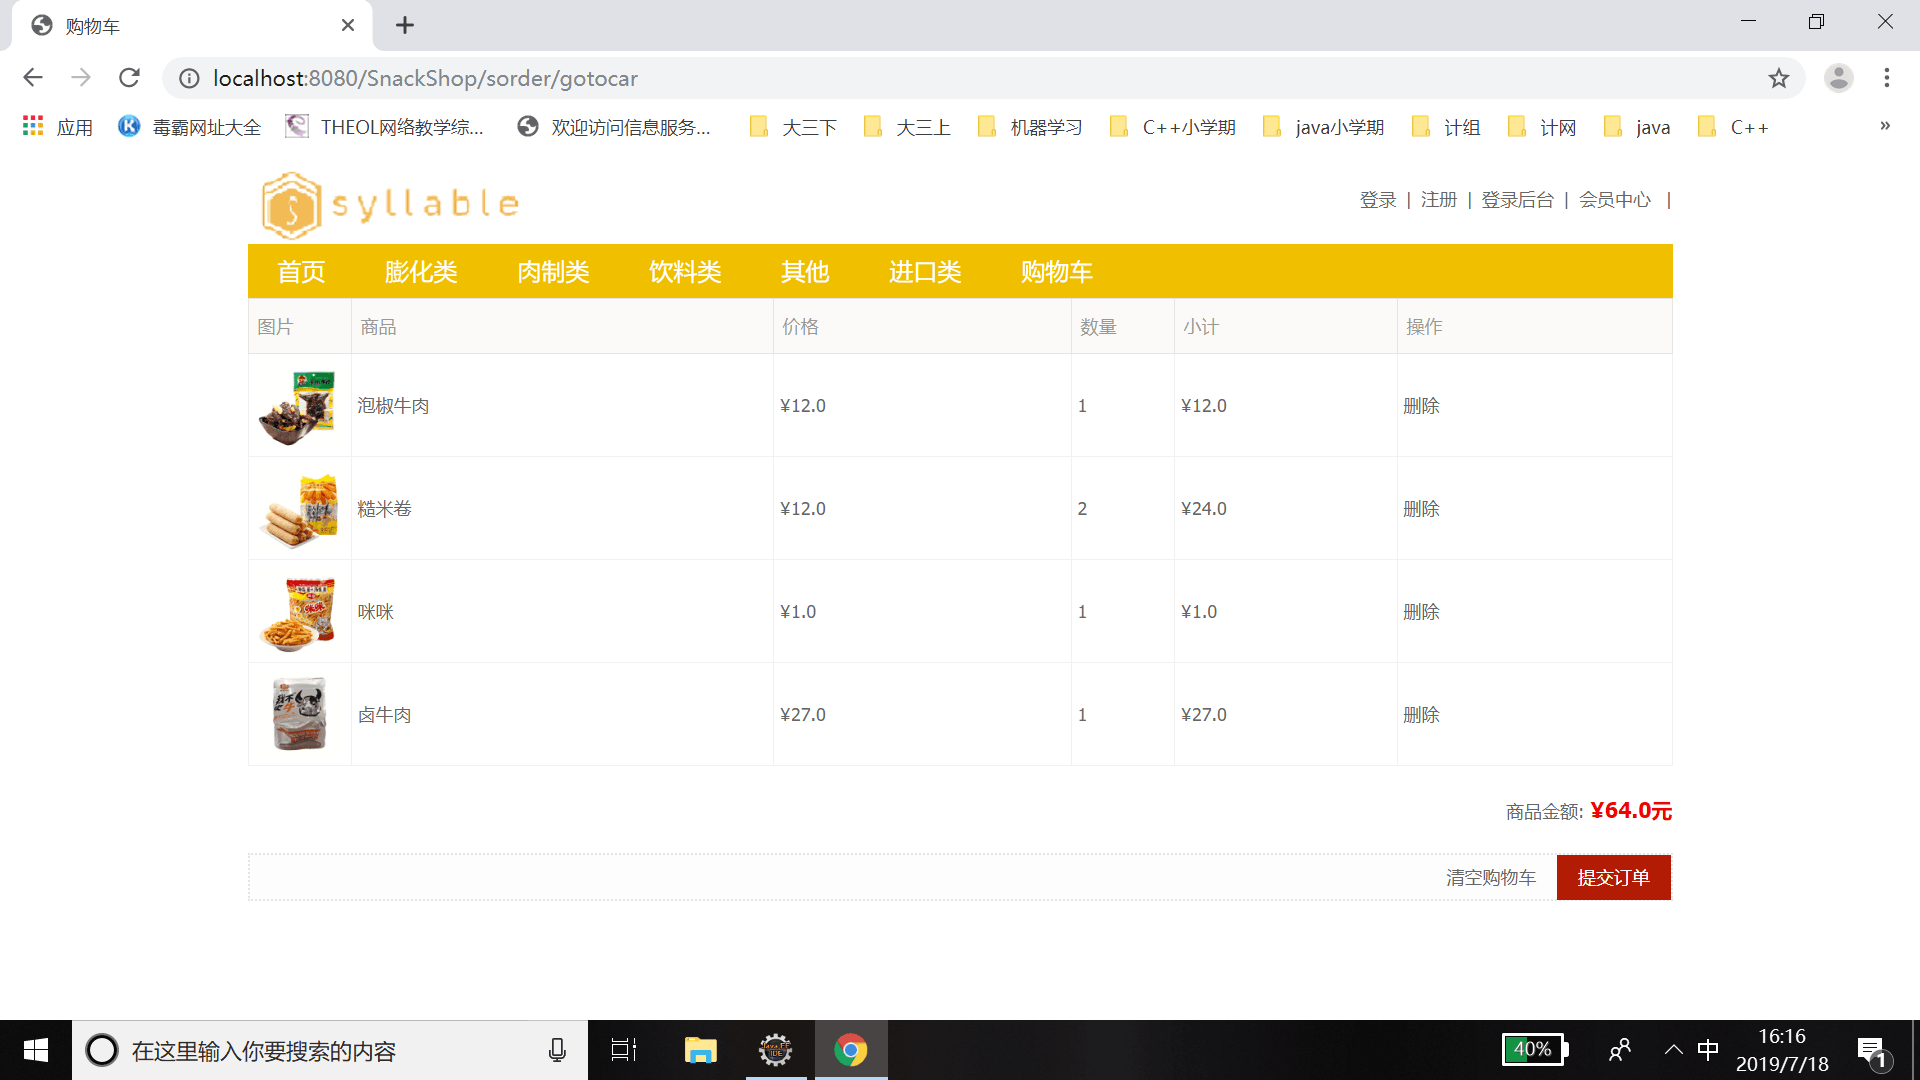 购物车
localhost:8080/SnackShop/sorder/gotocar
应用 毒霸网址大全 THEOL网络教学综... 欢迎访问信息服务... 大三下 大三上 机器学习 C++小学期 java小学期 计组 计网 java C++ »
syllable
登录 | 注册 | 登录后台 | 会员中心 |
首页 膨化类 肉制类 饮料类 其他 进口类 购物车
图片 商品 价格 数量 小计 操作
泡椒牛肉 ¥12.0 1 ¥12.0 删除
糙米卷 ¥12.0 2 ¥24.0 删除
咪咪 ¥1.0 1 ¥1.0 删除
卤牛肉 ¥27.0 1 ¥27.0 删除
商品金额: ¥64.0元
清空购物车 提交订单
在这里输入你要搜索的内容
40% 中 16:16
2019/7/18
1